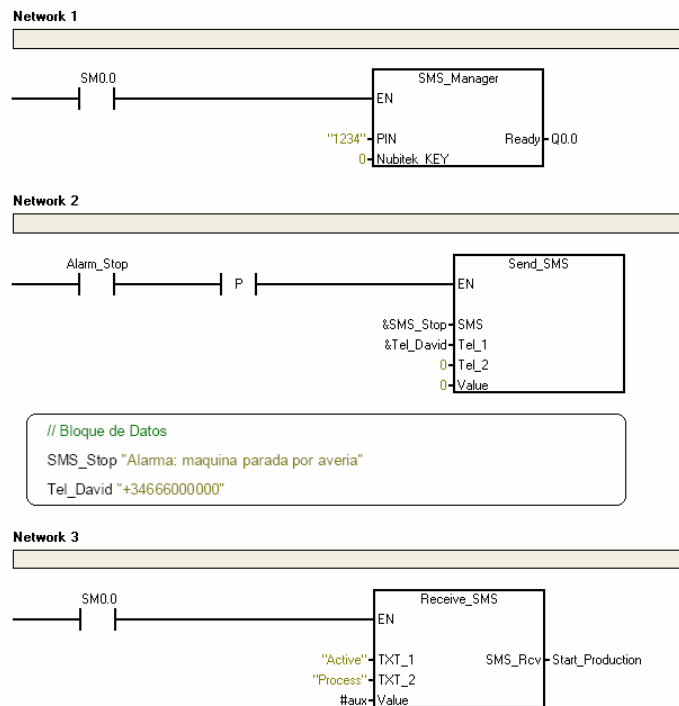 Network 1
SM0.0
SMS_Manager
EN
"1234" PIN Ready Q0.0
0 Nubitek_KEY
Network 2
Alarm_Stop
P
Send_SMS
EN
&SMS_Stop SMS
&Tel_David Tel_1
0 Tel_2
0 Value
// Bloque de Datos
SMS_Stop "Alarma: maquina parada por averia"
Tel_David "+34666000000"
Network 3
SM0.0
Receive_SMS
EN
"Active" TXT_1 SMS_Rcv Start_Production
"Process" TXT_2
#aux Value